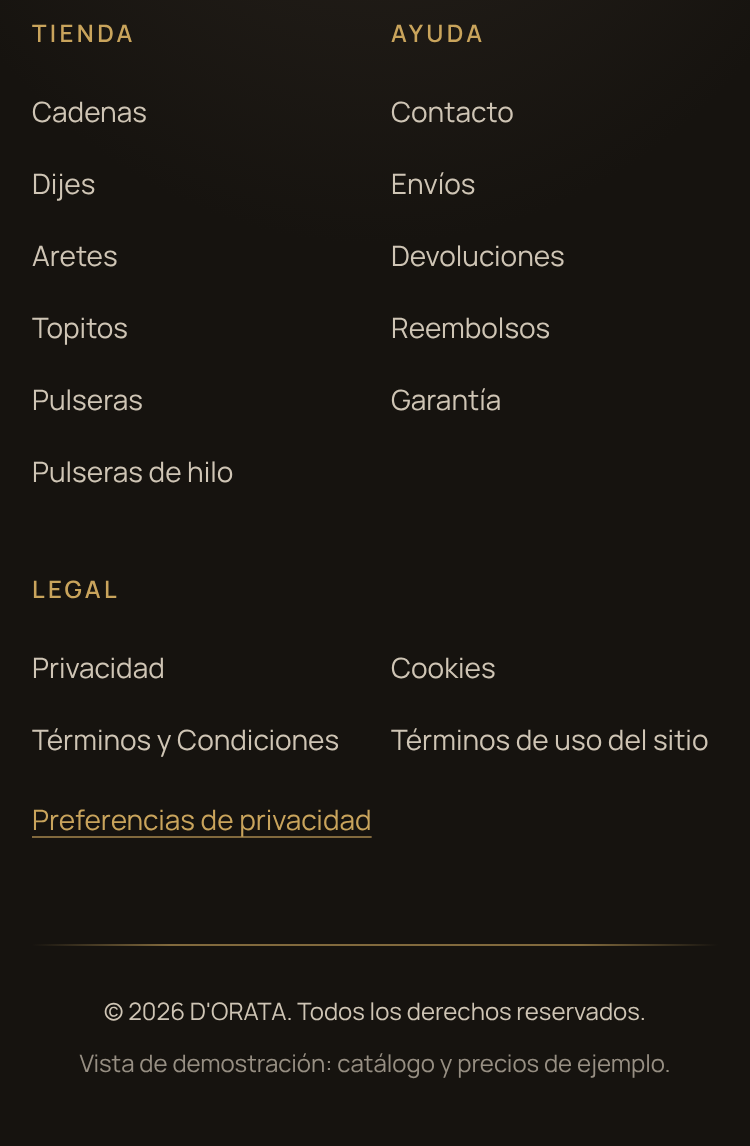 TIENDA
Cadenas
Dijes
Aretes
Topitos
Pulseras
Pulseras de hilo
AYUDA
Contacto
Envíos
Devoluciones
Reembolsos
Garantía
LEGAL
Privacidad
Cookies
Términos y Condiciones
Términos de uso del sitio
Preferencias de privacidad
© 2026 D'ORATA. Todos los derechos reservados.
Vista de demostración: catálogo y precios de ejemplo.